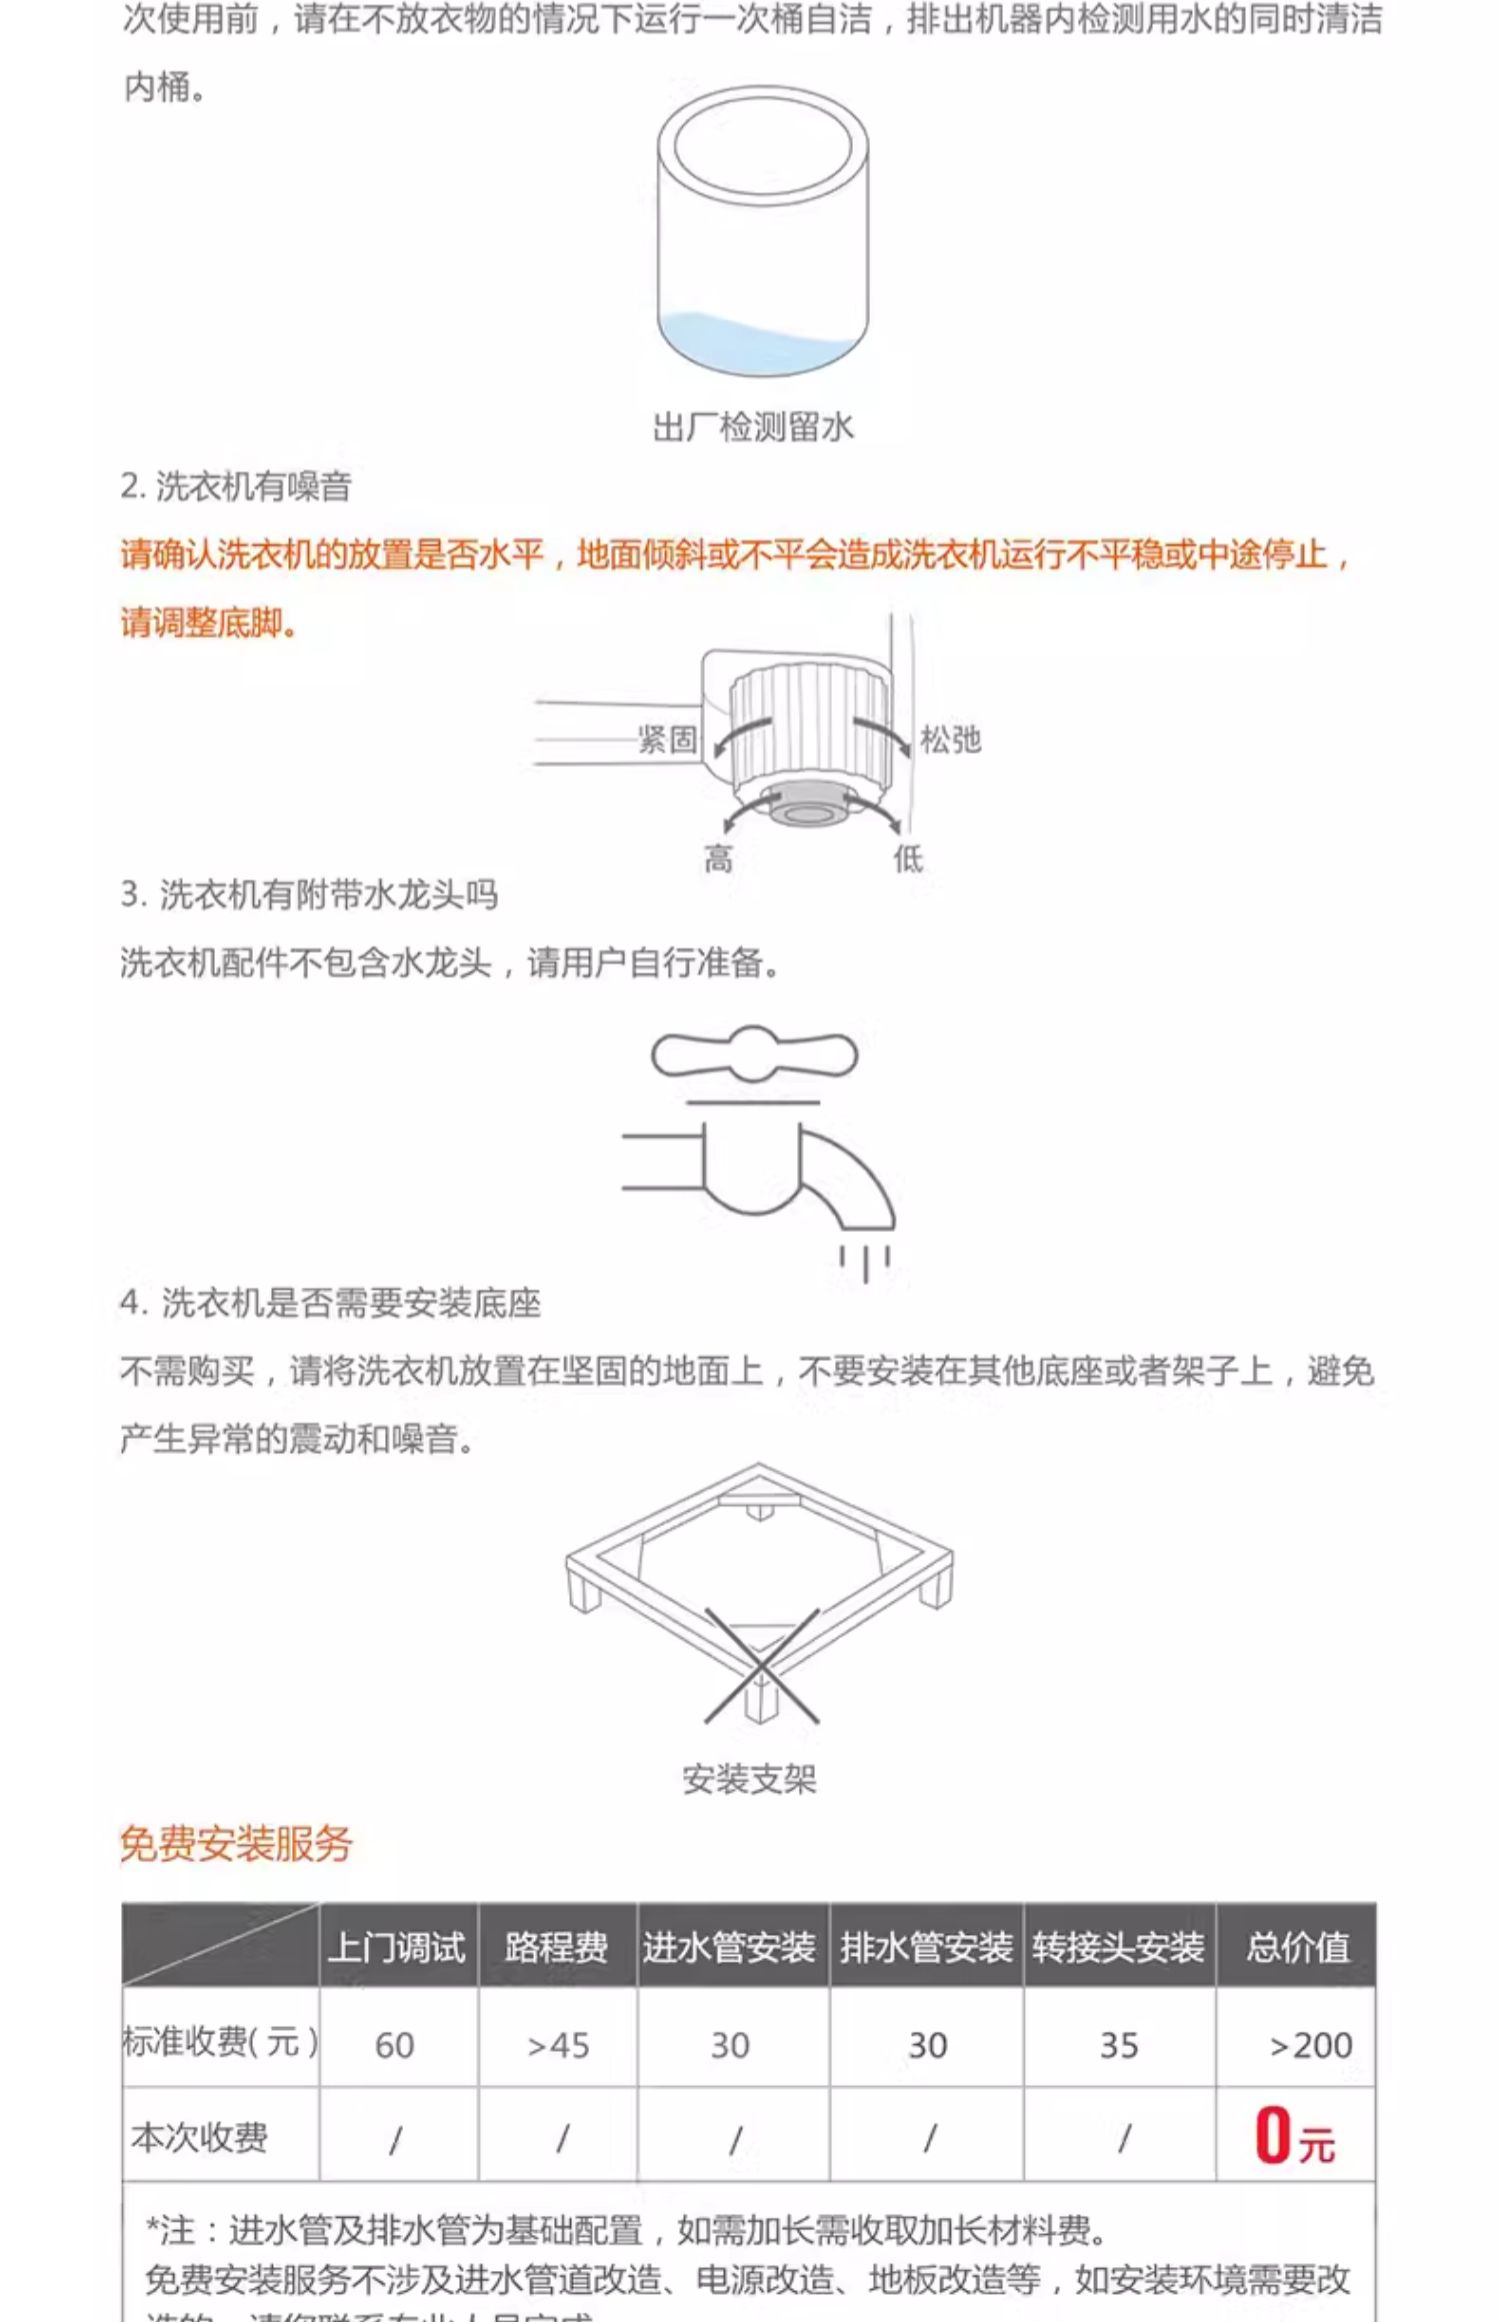 次使用前，请在不放衣物的情况下运行一次桶自洁，排出机器内检测用水的同时清洁
内桶。
出厂检测留水
2. 洗衣机有噪音
请确认洗衣机的放置是否水平，地面倾斜或不平会造成洗衣机运行不平稳或中途停止，
请调整底脚。
紧固
松弛
高
低
3. 洗衣机有附带水龙头吗
洗衣机配件不包含水龙头，请用户自行准备。
4. 洗衣机是否需要安装底座
不需购买，请将洗衣机放置在坚固的地面上，不要安装在其他底座或者架子上，避免
产生异常的震动和噪音。
安装支架
免费安装服务
上门调试 路程费 进水管安装 排水管安装 转接头安装 总价值
标准收费(元) 60 >45 30 30 35 >200
本次收费 / / / / / 0元
*注：进水管及排水管为基础配置，如需加长需收取加长材料费。
免费安装服务不涉及进水管道改造、电源改造、地板改造等，如安装环境需要改